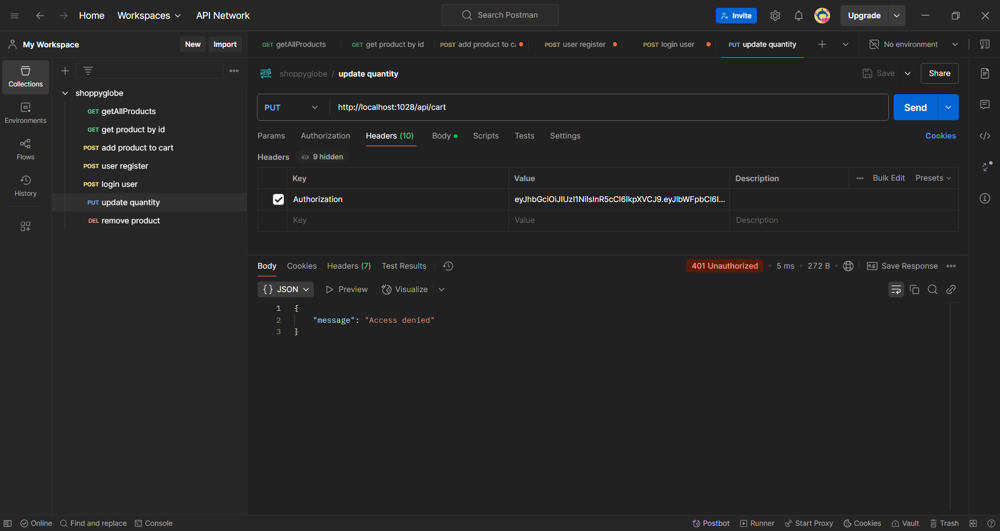 Home Workspaces API Network Search Postman Invite Upgrade
My Workspace New Import
GET getAllProducts GET get product by id POST add product to ca POST user register POST login user PUT update quantity No environment
Collections
Environments
Flows
History
shoppyglobe
GET getAllProducts
GET get product by id
POST add product to cart
POST user register
POST login user
PUT update quantity
DEL remove product
HTTP shoppyglobe / update quantity Save Share
PUT http://localhost:1028/api/cart Send
Params Authorization Headers (10) Body Scripts Tests Settings Cookies
Headers 9 hidden
Key Value Description Bulk Edit Presets
Authorization eyJhbGciOiJIUzI1NiIsInR5cCI6IkpXVCJ9.eyJlbWFpbCI6I...
Key Value Description
Body Cookies Headers (7) Test Results 401 Unauthorized • 5 ms • 272 B • e.g. Save Response
{} JSON Preview Visualize
1 {
2 "message": "Access denied"
3 }
Online Find and replace Console Postbot Runner Start Proxy Cookies Vault Trash